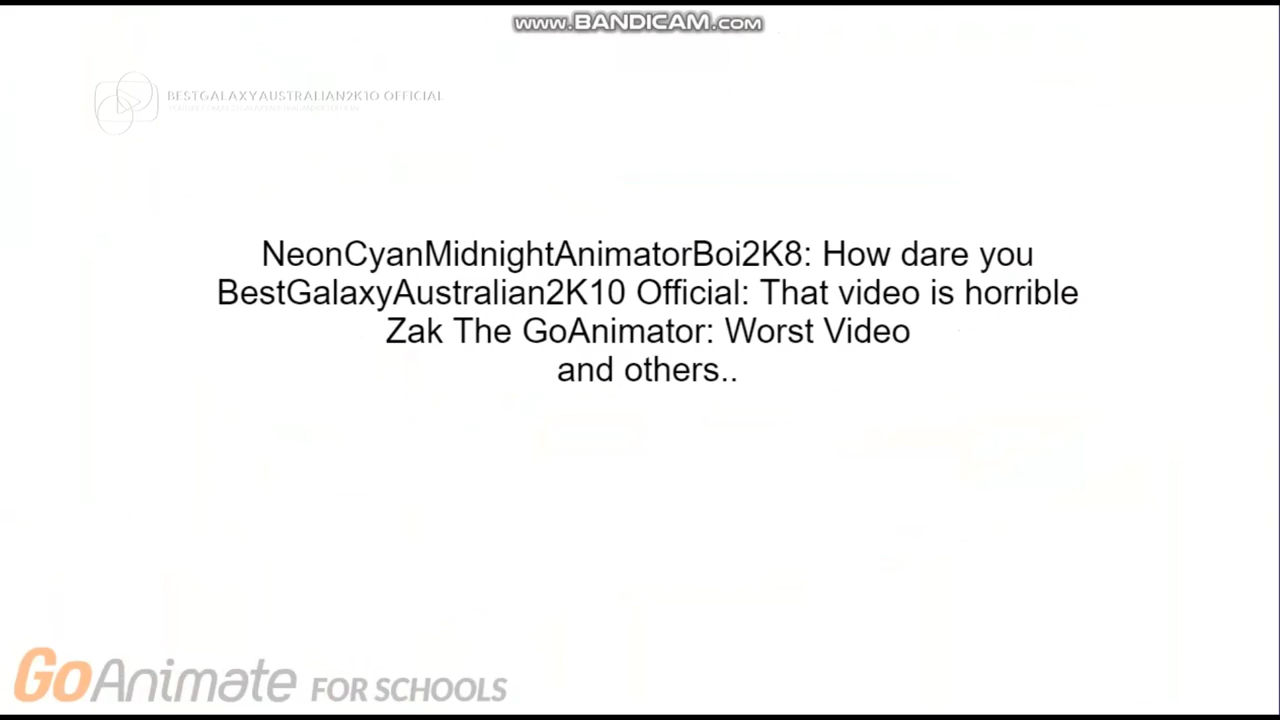 www.BANDICAM.com
BESTGALAXYAUSTRALIAN2K10 OFFICIAL
NeonCyanMidnightAnimatorBoi2K8: How dare you
BestGalaxyAustralian2K10 Official: That video is horrible
Zak The GoAnimator: Worst Video
and others..
GoAnimate FOR SCHOOLS